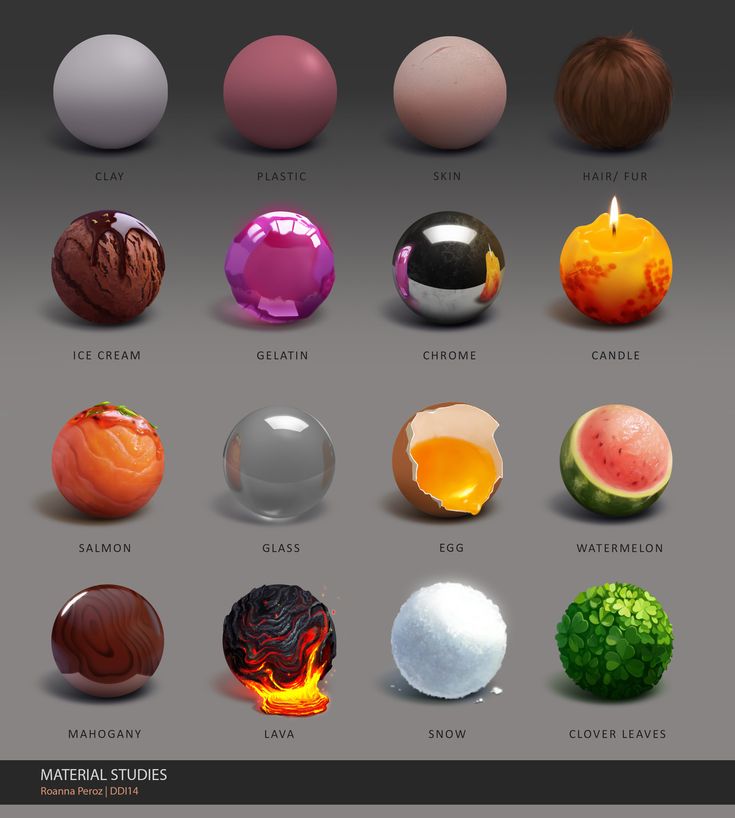 CLAY PLASTIC SKIN HAIR/ FUR
ICE CREAM GELATIN CHROME CANDLE
SALMON GLASS EGG WATERMELON
MAHOGANY LAVA SNOW CLOVER LEAVES
MATERIAL STUDIES
Roanna Peroz | DDI14